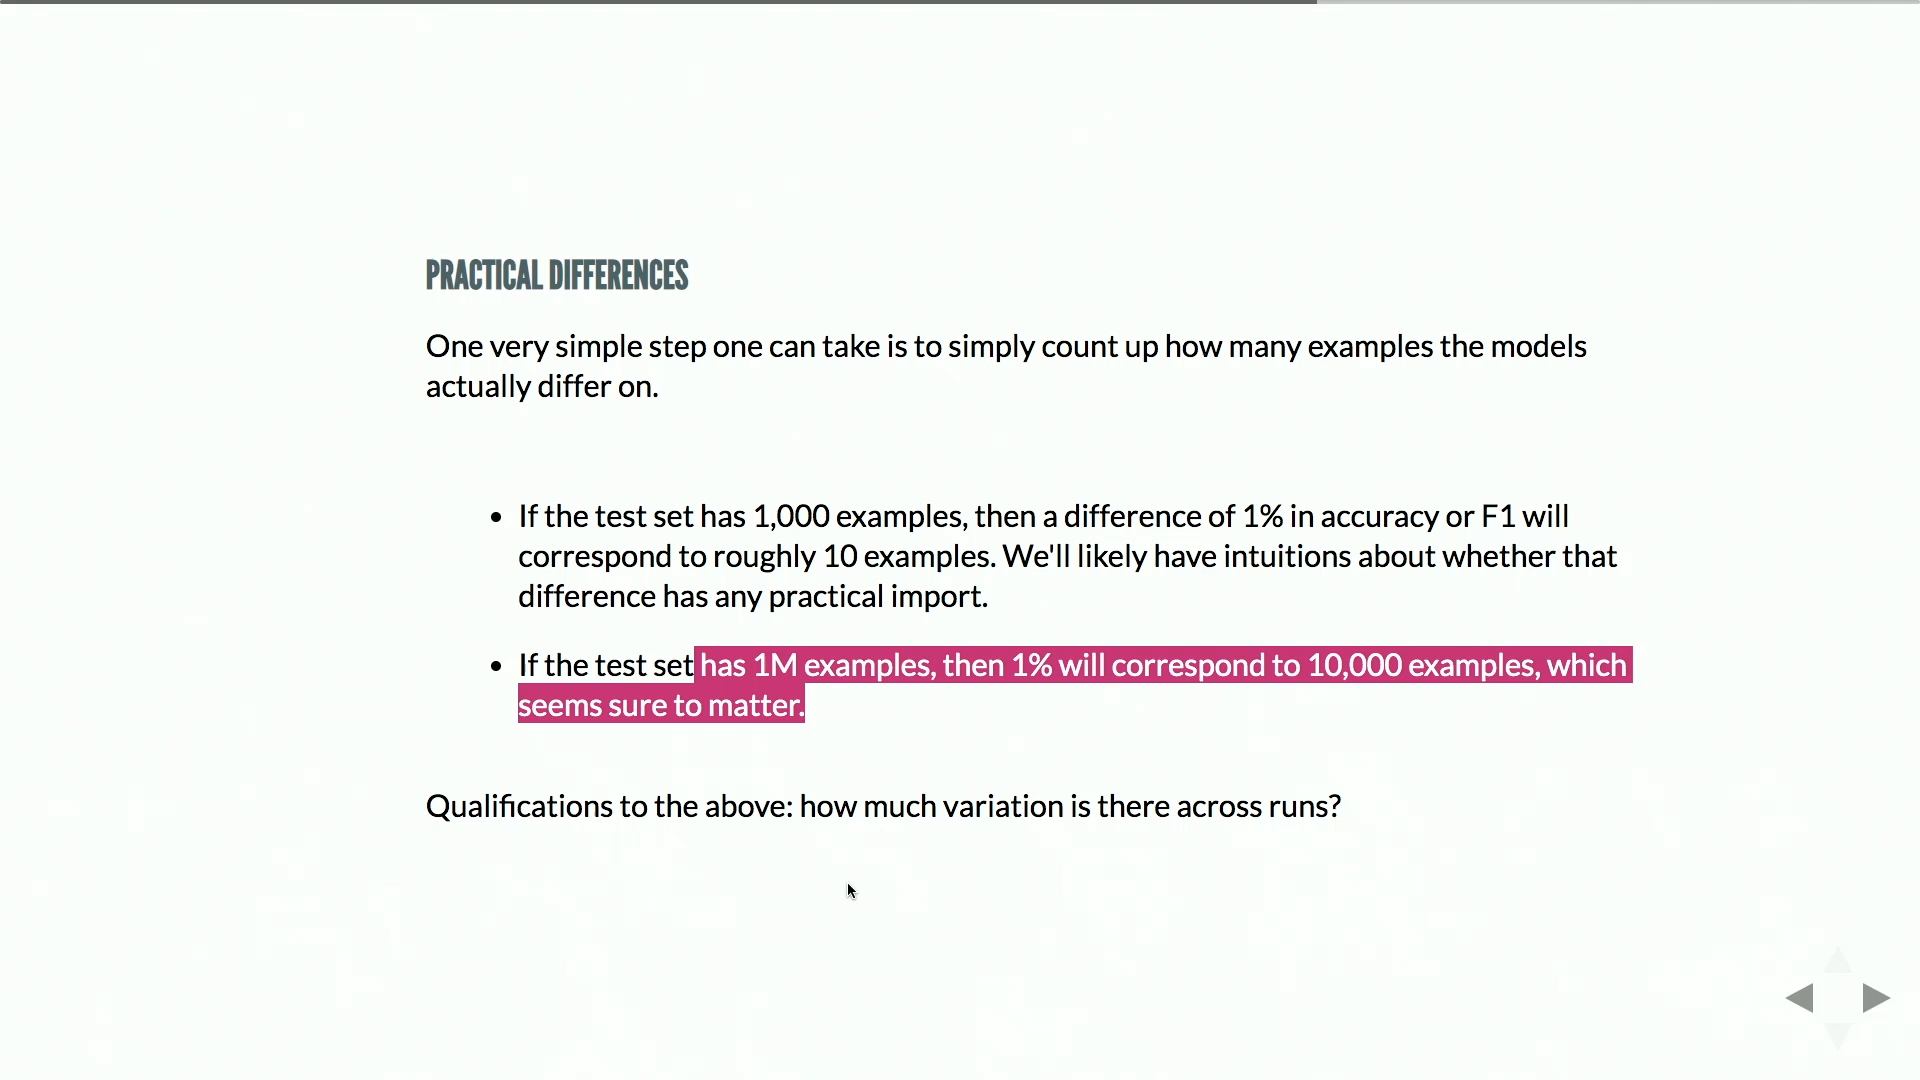 PRACTICAL DIFFERENCES
One very simple step one can take is to simply count up how many examples the models
actually differ on.
• If the test set has 1,000 examples, then a difference of 1% in accuracy or F1 will
correspond to roughly 10 examples. We'll likely have intuitions about whether that
difference has any practical import.
• If the test set has 1M examples, then 1% will correspond to 10,000 examples, which
seems sure to matter.
Qualifications to the above: how much variation is there across runs?